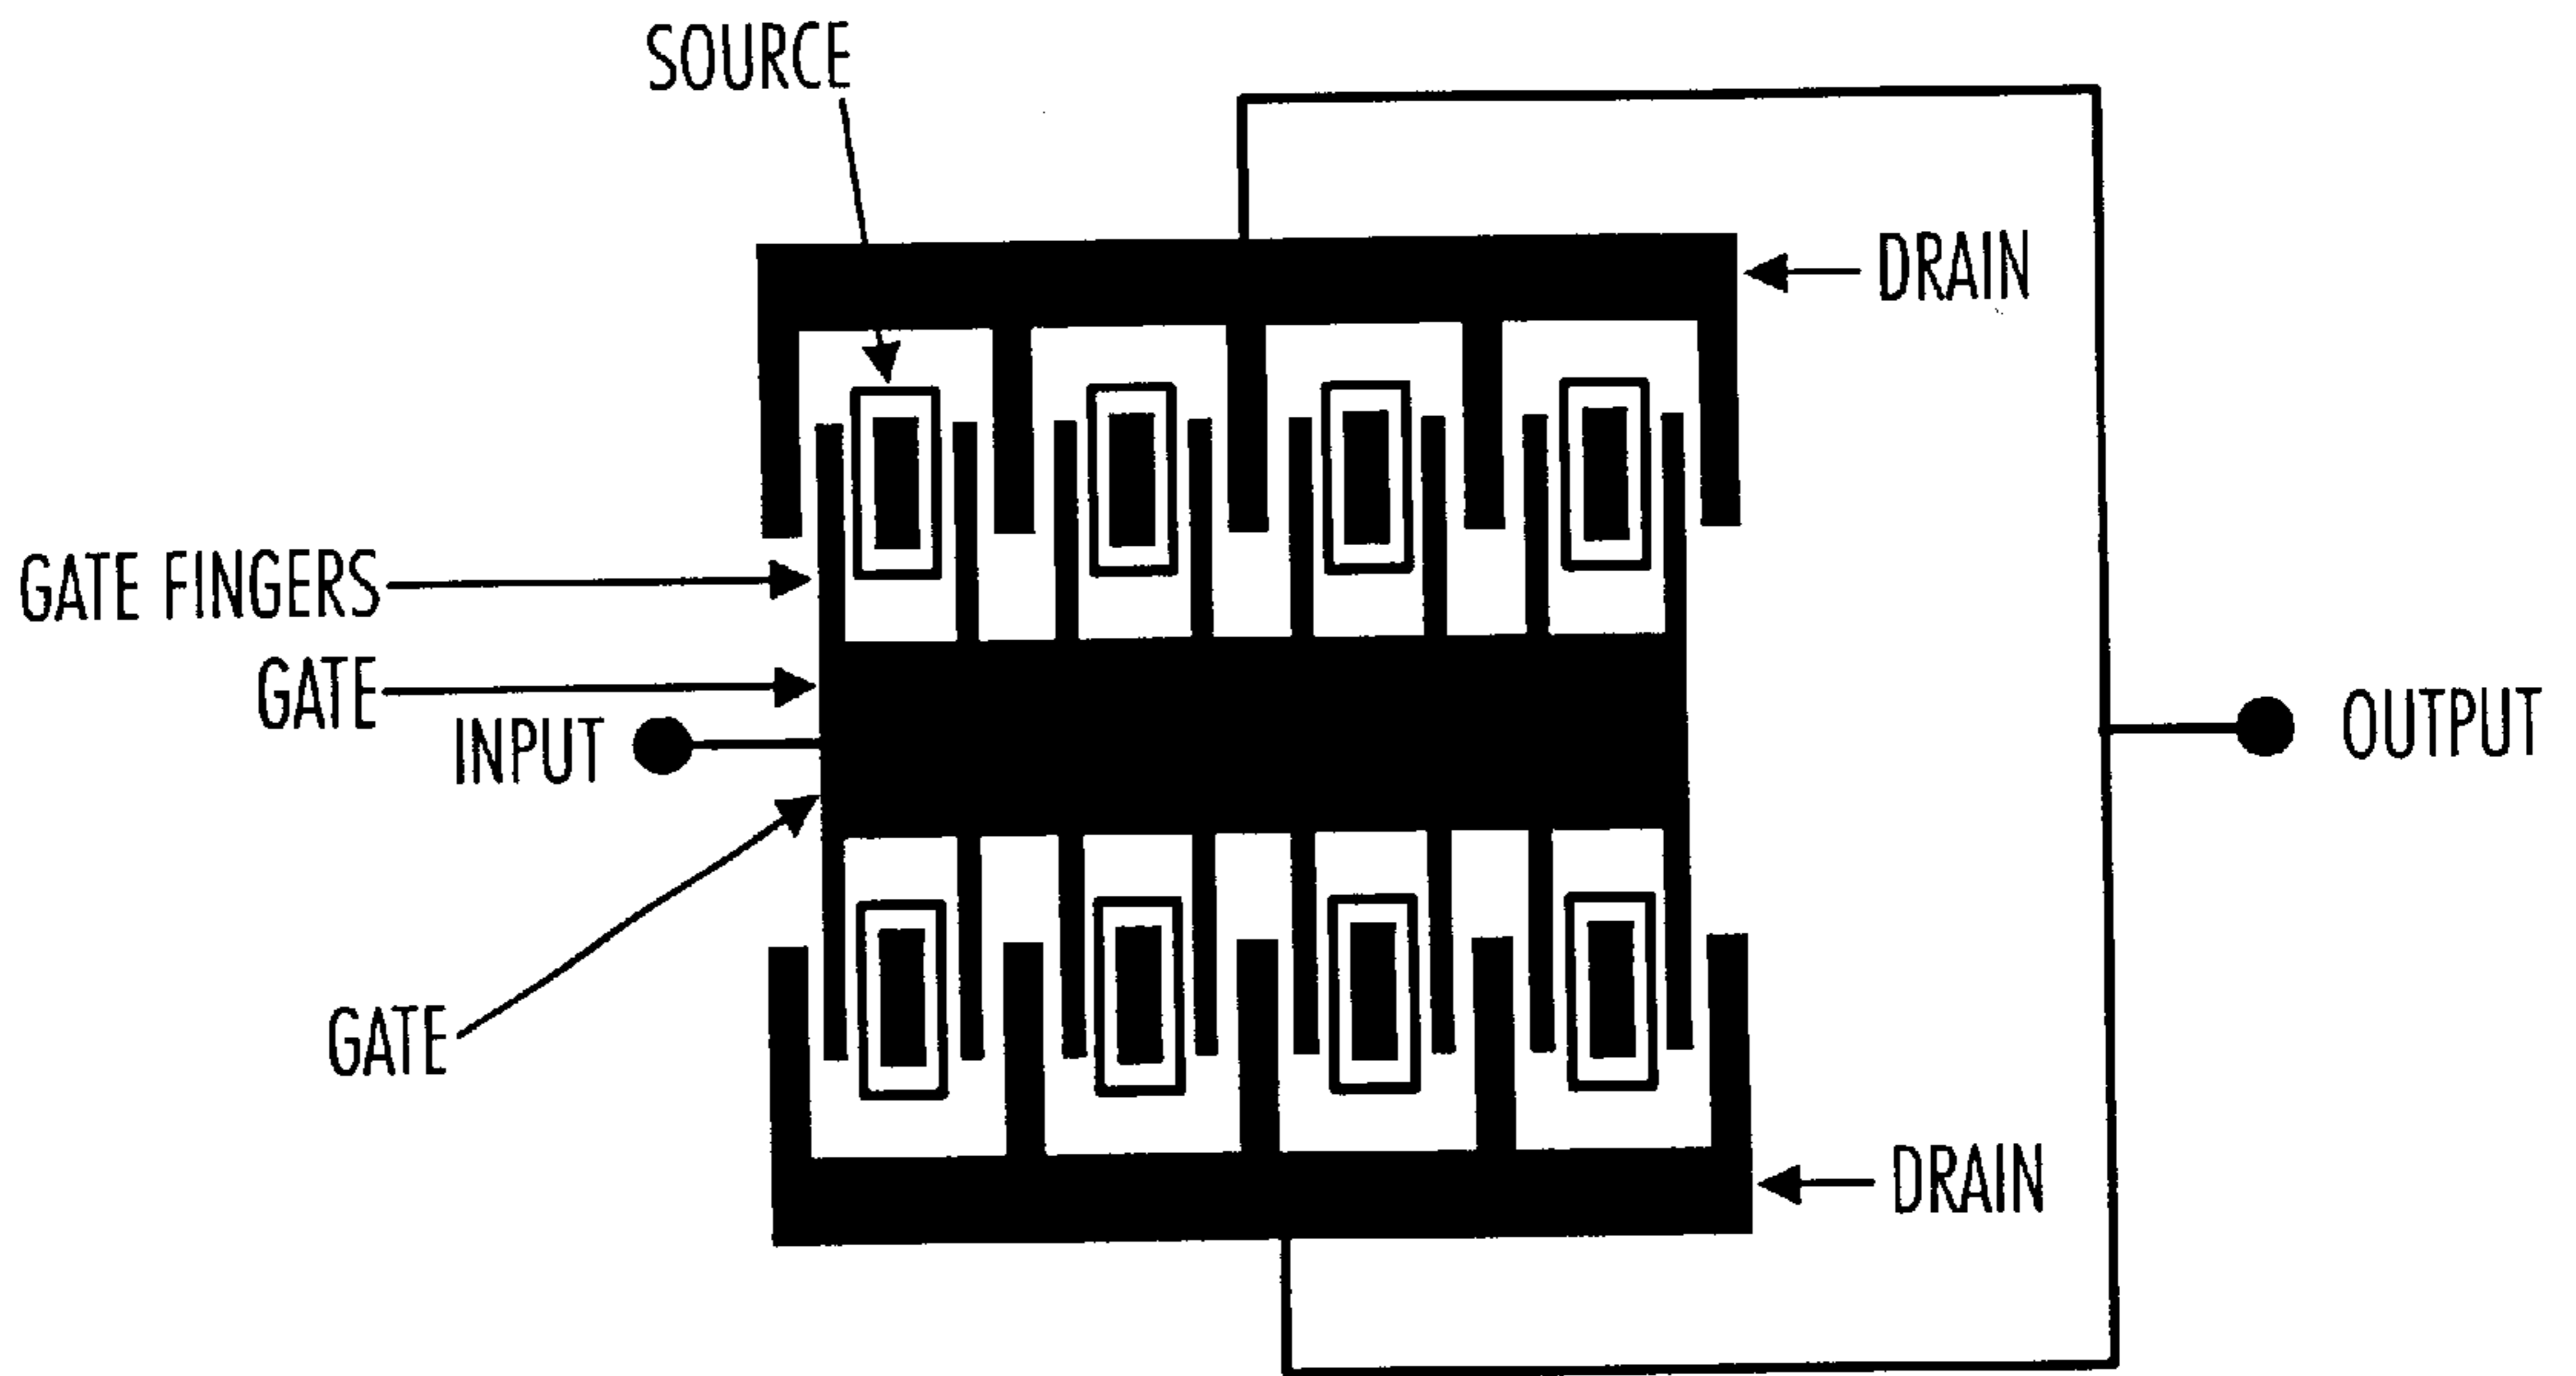 SOURCE
DRAIN
GATE FINGERS
GATE
INPUT
OUTPUT
GATE
DRAIN